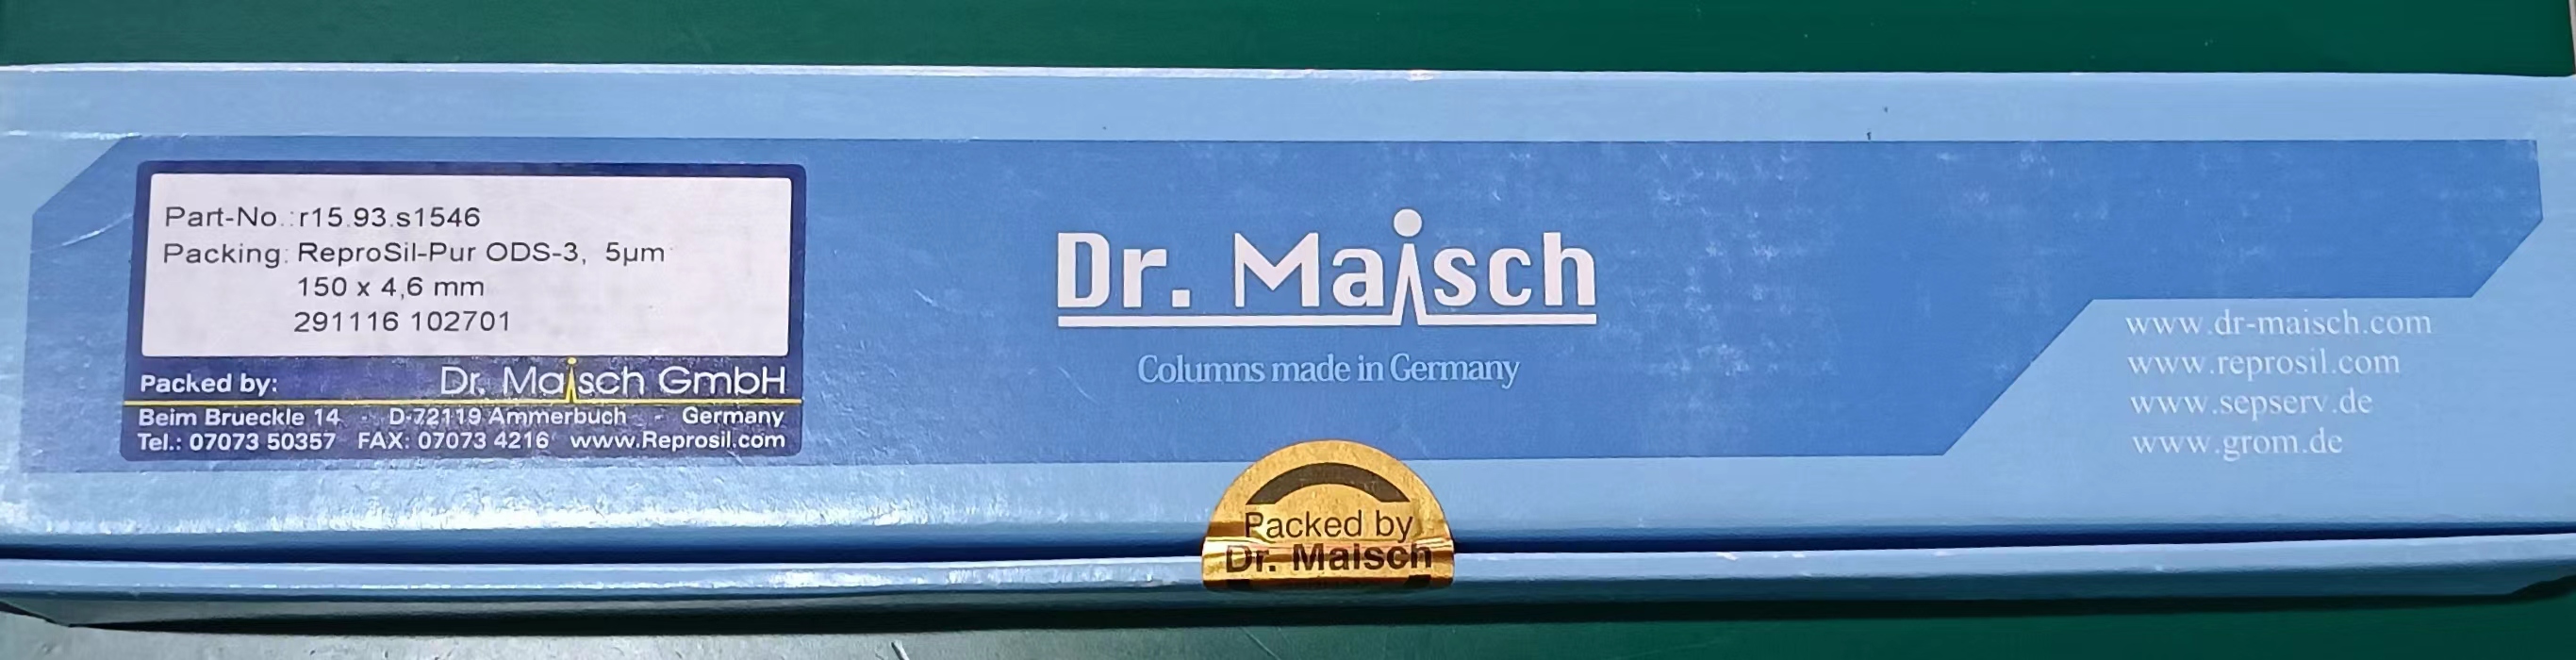 Part-No.:r15.93.s1546
Packing: ReproSil-Pur ODS-3, 5µm
150 x 4,6 mm
291116 102701
Packed by: Dr. Maisch GmbH
Beim Brueckle 14 - D-72119 Ammerbuch - Germany
Tel.: 07073 50357 FAX: 07073 4216 www.Reprosil.com
Dr. Maisch
Columns made in Germany
www.dr-maisch.com
www.reprosil.com
www.sepserv.de
www.grom.de
Packed by
Dr. Maisch